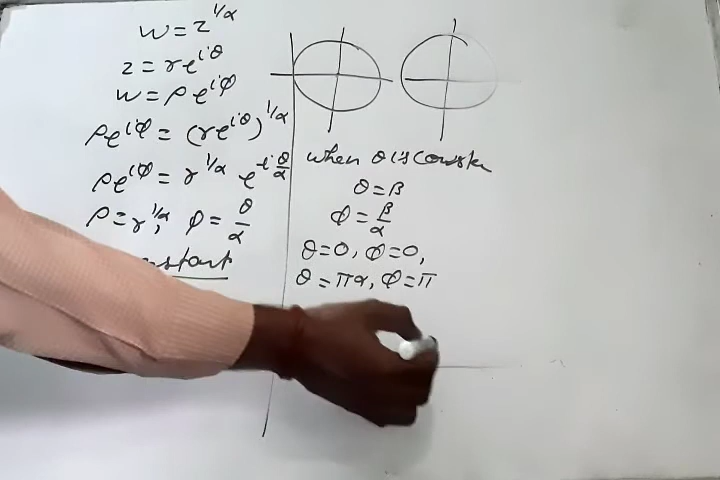 w = z^{1/α}
z = re^{iθ}
w = ρe^{iφ}
ρe^{iφ} = (re^{iθ})^{1/α}
ρe^{iφ} = r^{1/α} e^{iθ/α}
ρ = r^{1/α}, φ = θ/α
when θ is
θ = β
φ = β/α
θ = 0, φ = 0,
θ = πα, φ = π